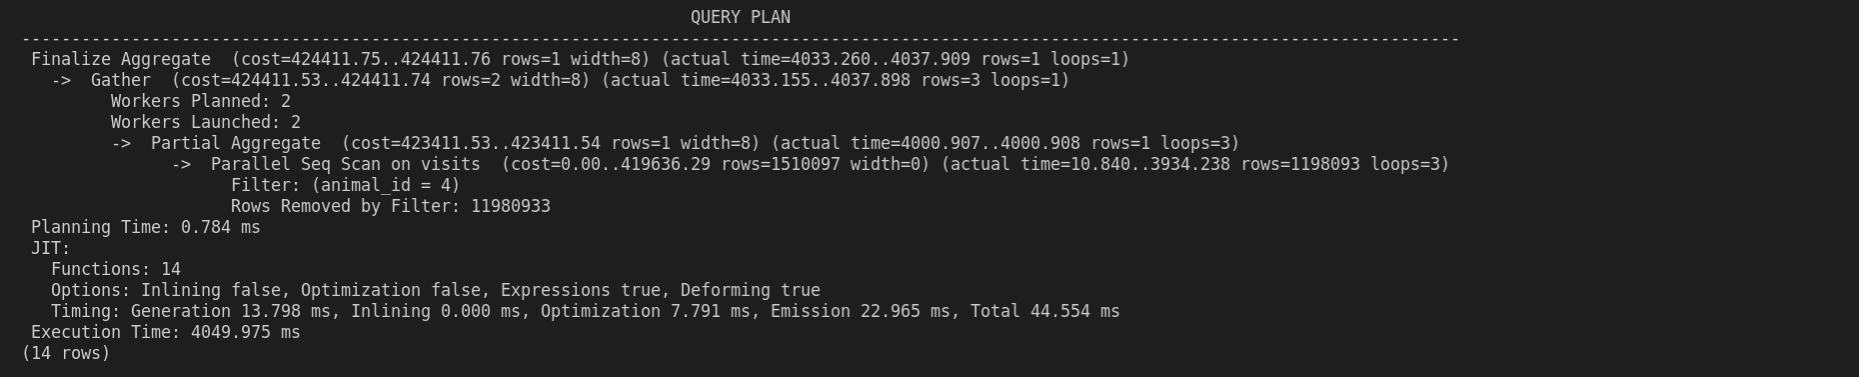 QUERY PLAN
------------------------------------------------------------------------------------------------------------------------------------------------
Finalize Aggregate  (cost=424411.75..424411.76 rows=1 width=8) (actual time=4033.260..4037.909 rows=1 loops=1)
  ->  Gather  (cost=424411.53..424411.74 rows=2 width=8) (actual time=4033.155..4037.898 rows=3 loops=1)
        Workers Planned: 2
        Workers Launched: 2
        ->  Partial Aggregate  (cost=423411.53..423411.54 rows=1 width=8) (actual time=4000.907..4000.908 rows=1 loops=3)
              ->  Parallel Seq Scan on visits  (cost=0.00..419636.29 rows=1510097 width=0) (actual time=10.840..3934.238 rows=1198093 loops=3)
                    Filter: (animal_id = 4)
                    Rows Removed by Filter: 11980933
Planning Time: 0.784 ms
JIT:
  Functions: 14
  Options: Inlining false, Optimization false, Expressions true, Deforming true
  Timing: Generation 13.798 ms, Inlining 0.000 ms, Optimization 7.791 ms, Emission 22.965 ms, Total 44.554 ms
Execution Time: 4049.975 ms
(14 rows)